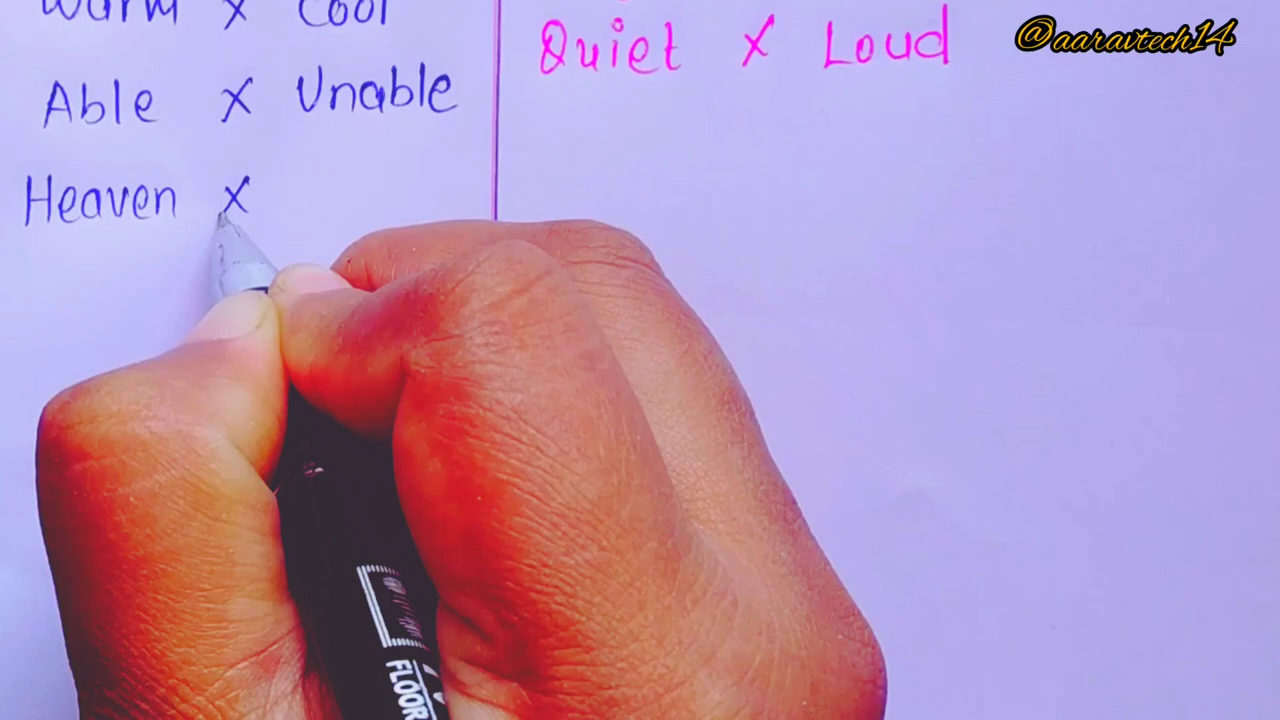 Warm X Cool
Able X Unable
Heaven X
Quiet X Loud
@aaravtech14
FLOOR